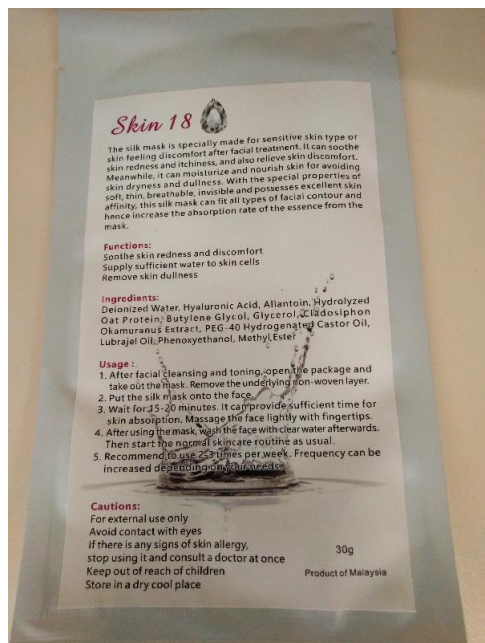 Skin 18
The silk mask is specially made for sensitive skin type or
skin feeling discomfort after facial treatment. It can soothe
skin redness and itchiness, and also relieve skin discomfort.
Meanwhile, it can moisturize and nourish skin for avoiding
skin dryness and dullness. With the special properties of
soft, thin, breathable, invisible and possesses excellent skin
affinity, this silk mask can fit all types of facial contour and
hence increase the absorption rate of the essence from the
mask.
Functions:
Soothe skin redness and discomfort
Supply sufficient water to skin cells
Remove skin dullness
Ingredients:
Deionized Water, Hyaluronic Acid, Allantoin, Hydrolyzed
Oat Protein, Butylene Glycol, Glycerol, Cladosiphon
Okamuranus Extract, PEG-40 Hydrogenated Castor Oil,
Lubrajel Oil, Phenoxyethanol, Methyl Ester
Usage :
1. After facial cleansing and toning, open the package and
take out the mask. Remove the underlying non-woven layer.
2. Put the silk mask onto the face.
3. Wait for 15-20 minutes. It can provide sufficient time for
skin absorption. Massage the face lightly with fingertips.
4. After using the mask, wash the face with clear water afterwards.
Then start the normal skincare routine as usual.
5. Recommend to use 2-3 times per week. Frequency can be
increased depending on your needs.
Cautions:
For external use only
Avoid contact with eyes
If there is any signs of skin allergy,
stop using it and consult a doctor at once
Keep out of reach of children
Store in a dry cool place
30g
Product of Malaysia